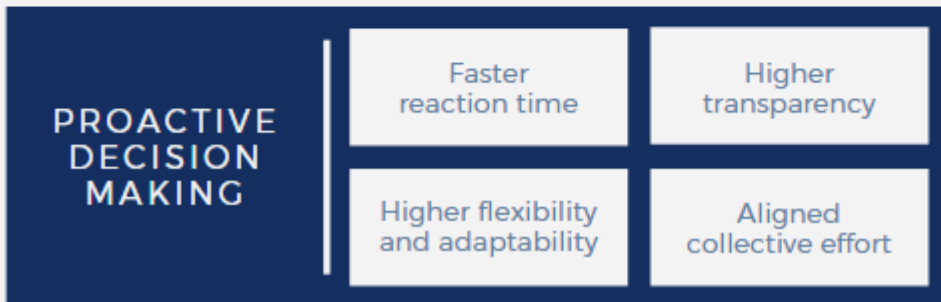 PROACTIVE
DECISION
MAKING
Faster
reaction time
Higher
transparency
Higher flexibility
and adaptability
Aligned
collective effort